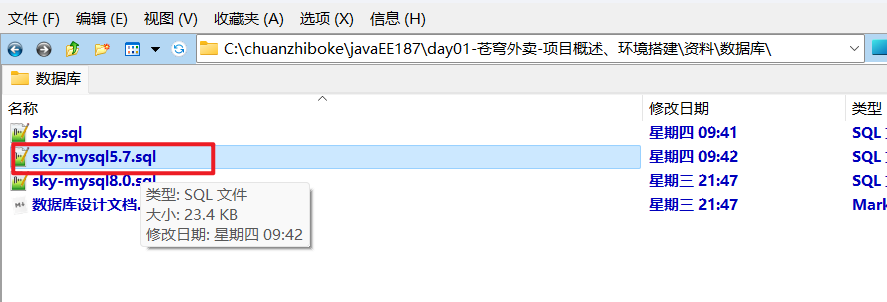 文件 (F) 编辑 (E) 视图 (V) 收藏夹 (A) 选项 (X) 信息 (H)
C:\chuanzhiboke\javaEE187\day01-苍穹外卖-项目概述、环境搭建\资料\数据库\
数据库
名称 修改日期 类型
sky.sql 星期四 09:41 SQL
sky-mysql5.7.sql 星期四 09:42 SQL
sky-mysql8.0.sql 星期三 21:47 SQL
数据库设计文档. 星期三 21:47 Mark
类型: SQL 文件
大小: 23.4 KB
修改日期: 星期四 09:42